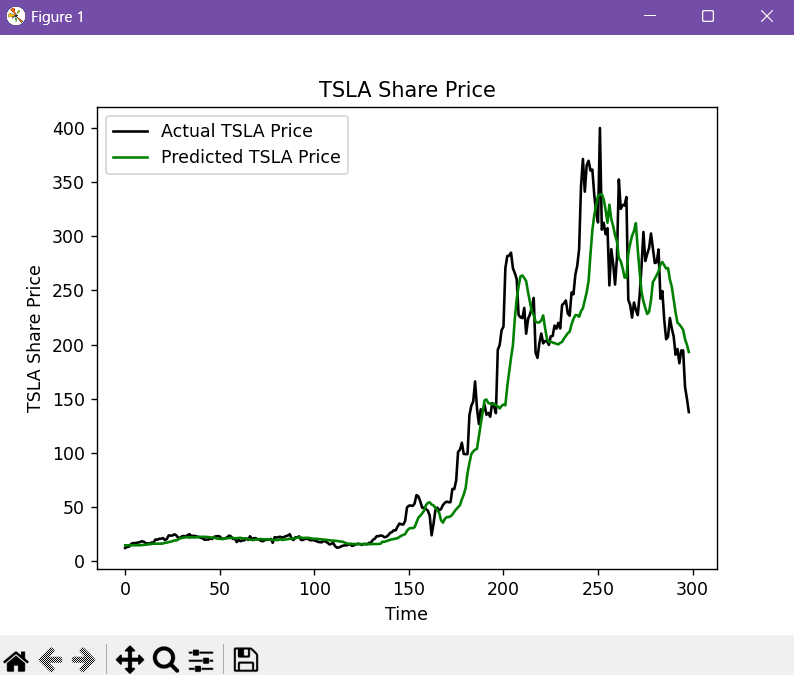 Figure 1
TSLA Share Price
Actual TSLA Price
Predicted TSLA Price
400
350
300
250
200
150
100
50
0
TSLA Share Price
0 50 100 150 200 250 300
Time